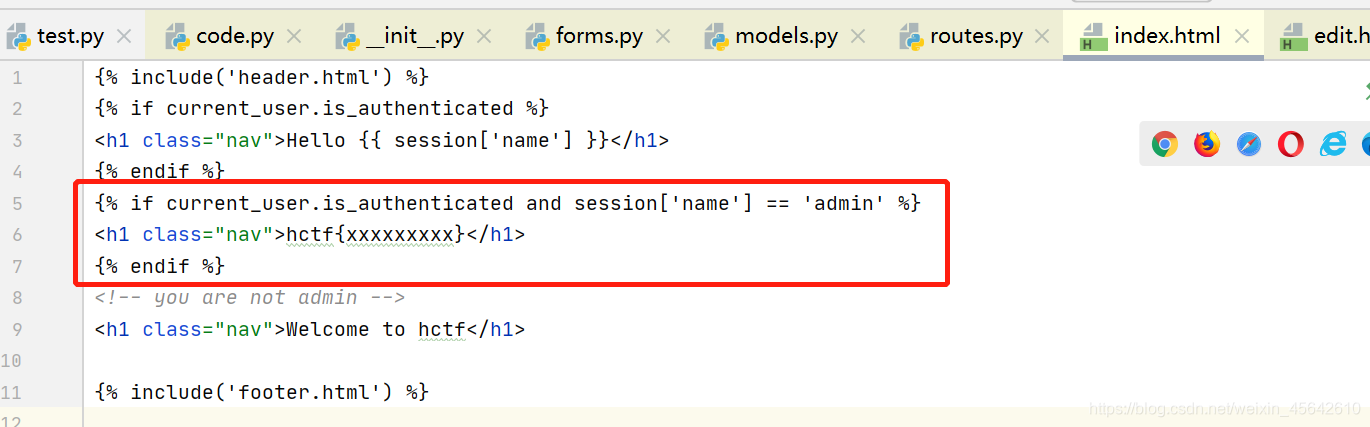 test.py code.py __init__.py forms.py models.py routes.py index.html edit.h
1 {% include('header.html') %}
2 {% if current_user.is_authenticated %}
3 <h1 class="nav">Hello {{ session['name'] }}</h1>
4 {% endif %}
5 {% if current_user.is_authenticated and session['name'] == 'admin' %}
6 <h1 class="nav">hctf{xxxxxxxxx}</h1>
7 {% endif %}
8 <!-- you are not admin -->
9 <h1 class="nav">Welcome to hctf</h1>
10
11 {% include('footer.html') %}
12
https://blog.csdn.net/weixin_45642610